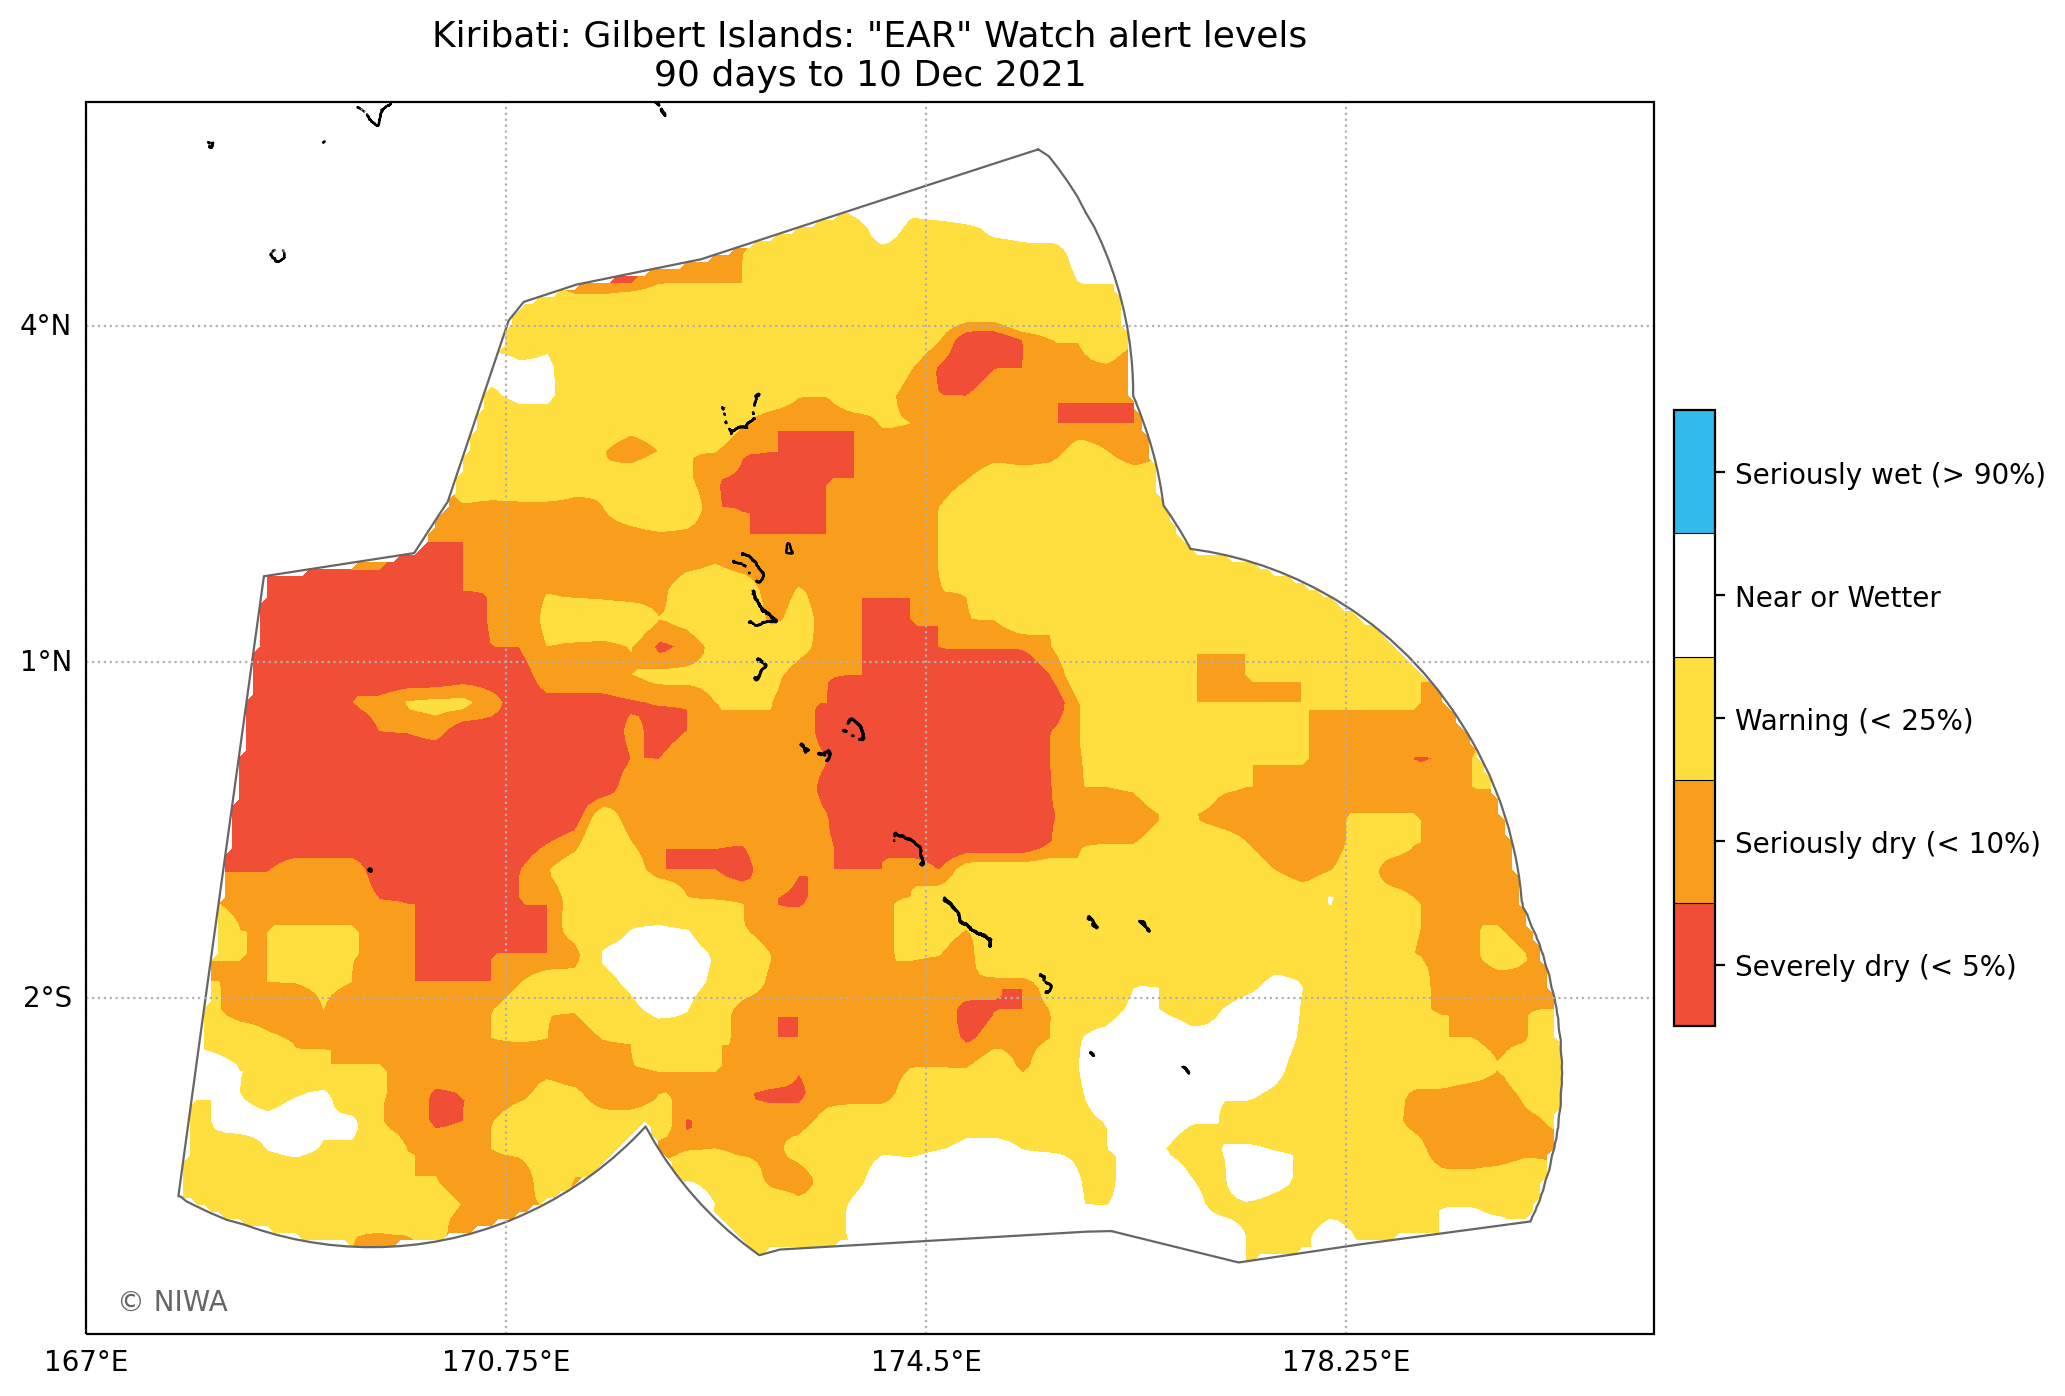 Kiribati: Gilbert Islands: "EAR" Watch alert levels
90 days to 10 Dec 2021
4°N
1°N
2°S
167°E
170.75°E
174.5°E
178.25°E
© NIWA
Seriously wet (> 90%)
Near or Wetter
Warning (< 25%)
Seriously dry (< 10%)
Severely dry (< 5%)